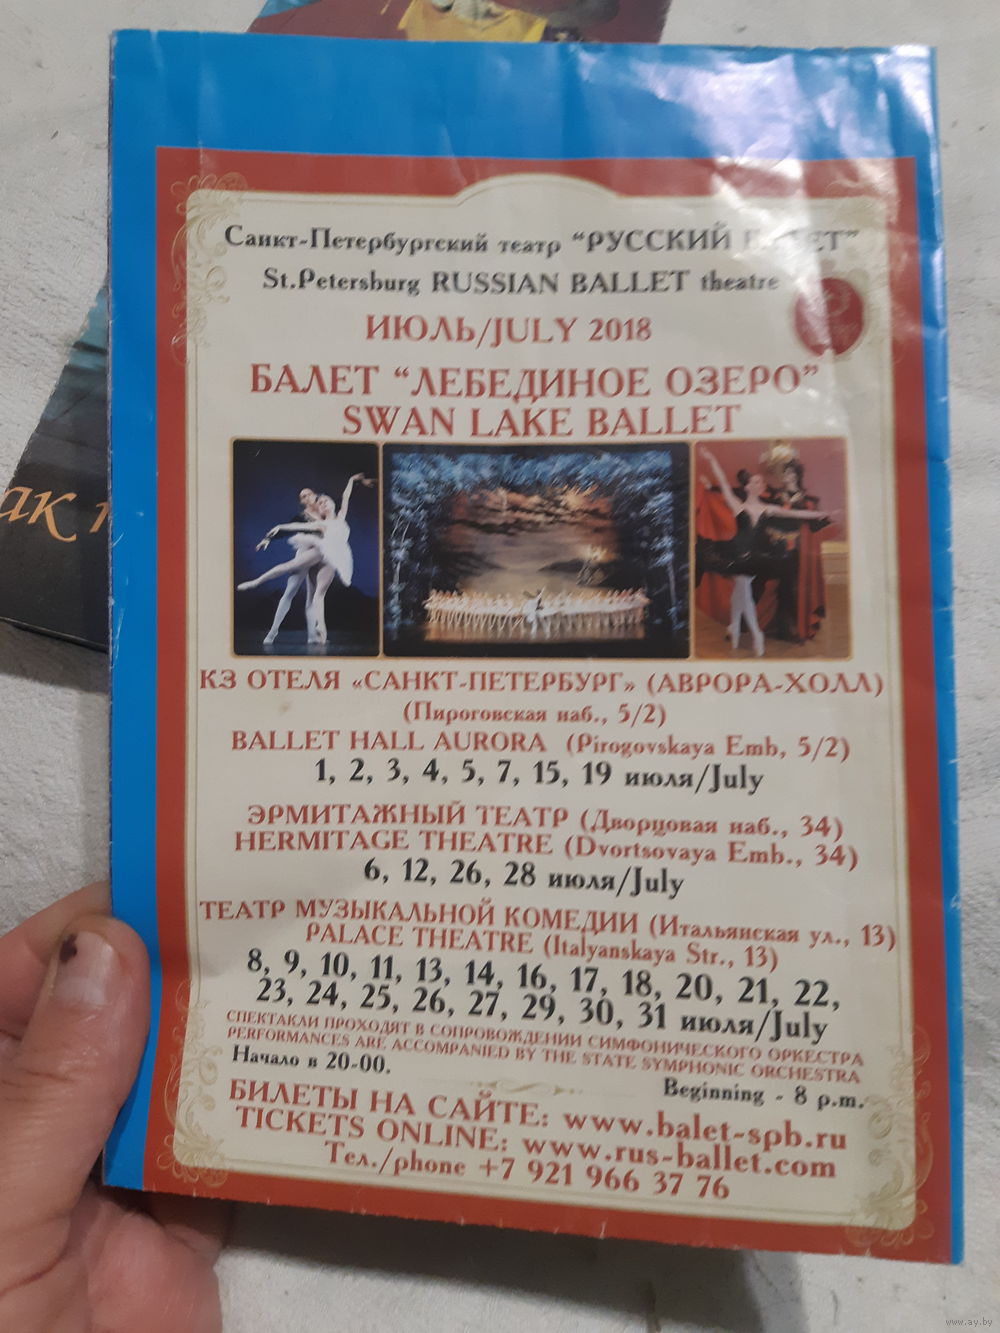 Санкт-Петербургский театр "РУССКИЙ
St.Petersburg RUSSIAN BALLET theatre
ИЮЛЬ/JULY 2018
БАЛЕТ "ЛЕБЕДИНОЕ ОЗЕРО"
SWAN LAKE BALLET
КЗ ОТЕЛЯ «САНКТ-ПЕТЕРБУРГ» (АВРОРА-ХОЛЛ)
(Пироговская наб., 5/2)
BALLET HALL AURORA (Pirogovskaya Emb, 5/2)
1, 2, 3, 4, 5, 7, 15, 19 июля/July
ЭРМИТАЖНЫЙ ТЕАТР (Дворцовая наб., 34)
HERMITAGE THEATRE (Dvortsovaya Emb., 34)
6, 12, 26, 28 июля/July
ТЕАТР МУЗЫКАЛЬНОЙ КОМЕДИИ (Итальянская ул., 13)
PALACE THEATRE (Italyanskaya Str., 13)
8, 9, 10, 11, 13, 14, 16, 17, 18, 20, 21, 22,
23, 24, 25, 26, 27, 29, 30, 31 июля/July
СПЕКТАКЛИ ПРОХОДЯТ В СОПРОВОЖДЕНИИ СИМФОНИЧЕСКОГО ОРКЕСТРА
PERFORMANCES ARE ACCOMPANIED BY THE STATE SYMPHONIC ORCHESTRA
Начало в 20-00.
Beginning - 8 p.m.
БИЛЕТЫ НА САЙТЕ: www.balet-spb.ru
TICKETS ONLINE: www.rus-ballet.com
Тел./phone +7 921 966 37 76
www.ay.by